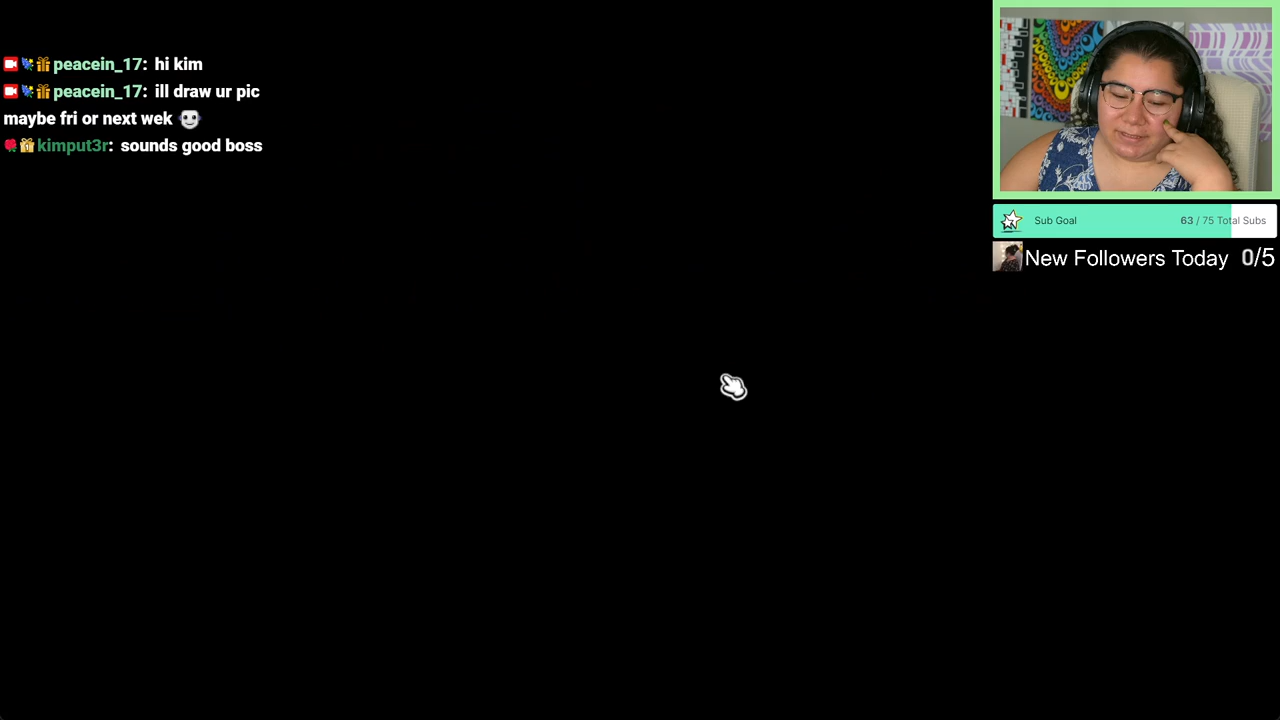 peacein_17: hi kim
peacein_17: ill draw ur pic
maybe fri or next wek
kimput3r: sounds good boss
Sub Goal 63 / 75 Total Subs
New Followers Today 0/5